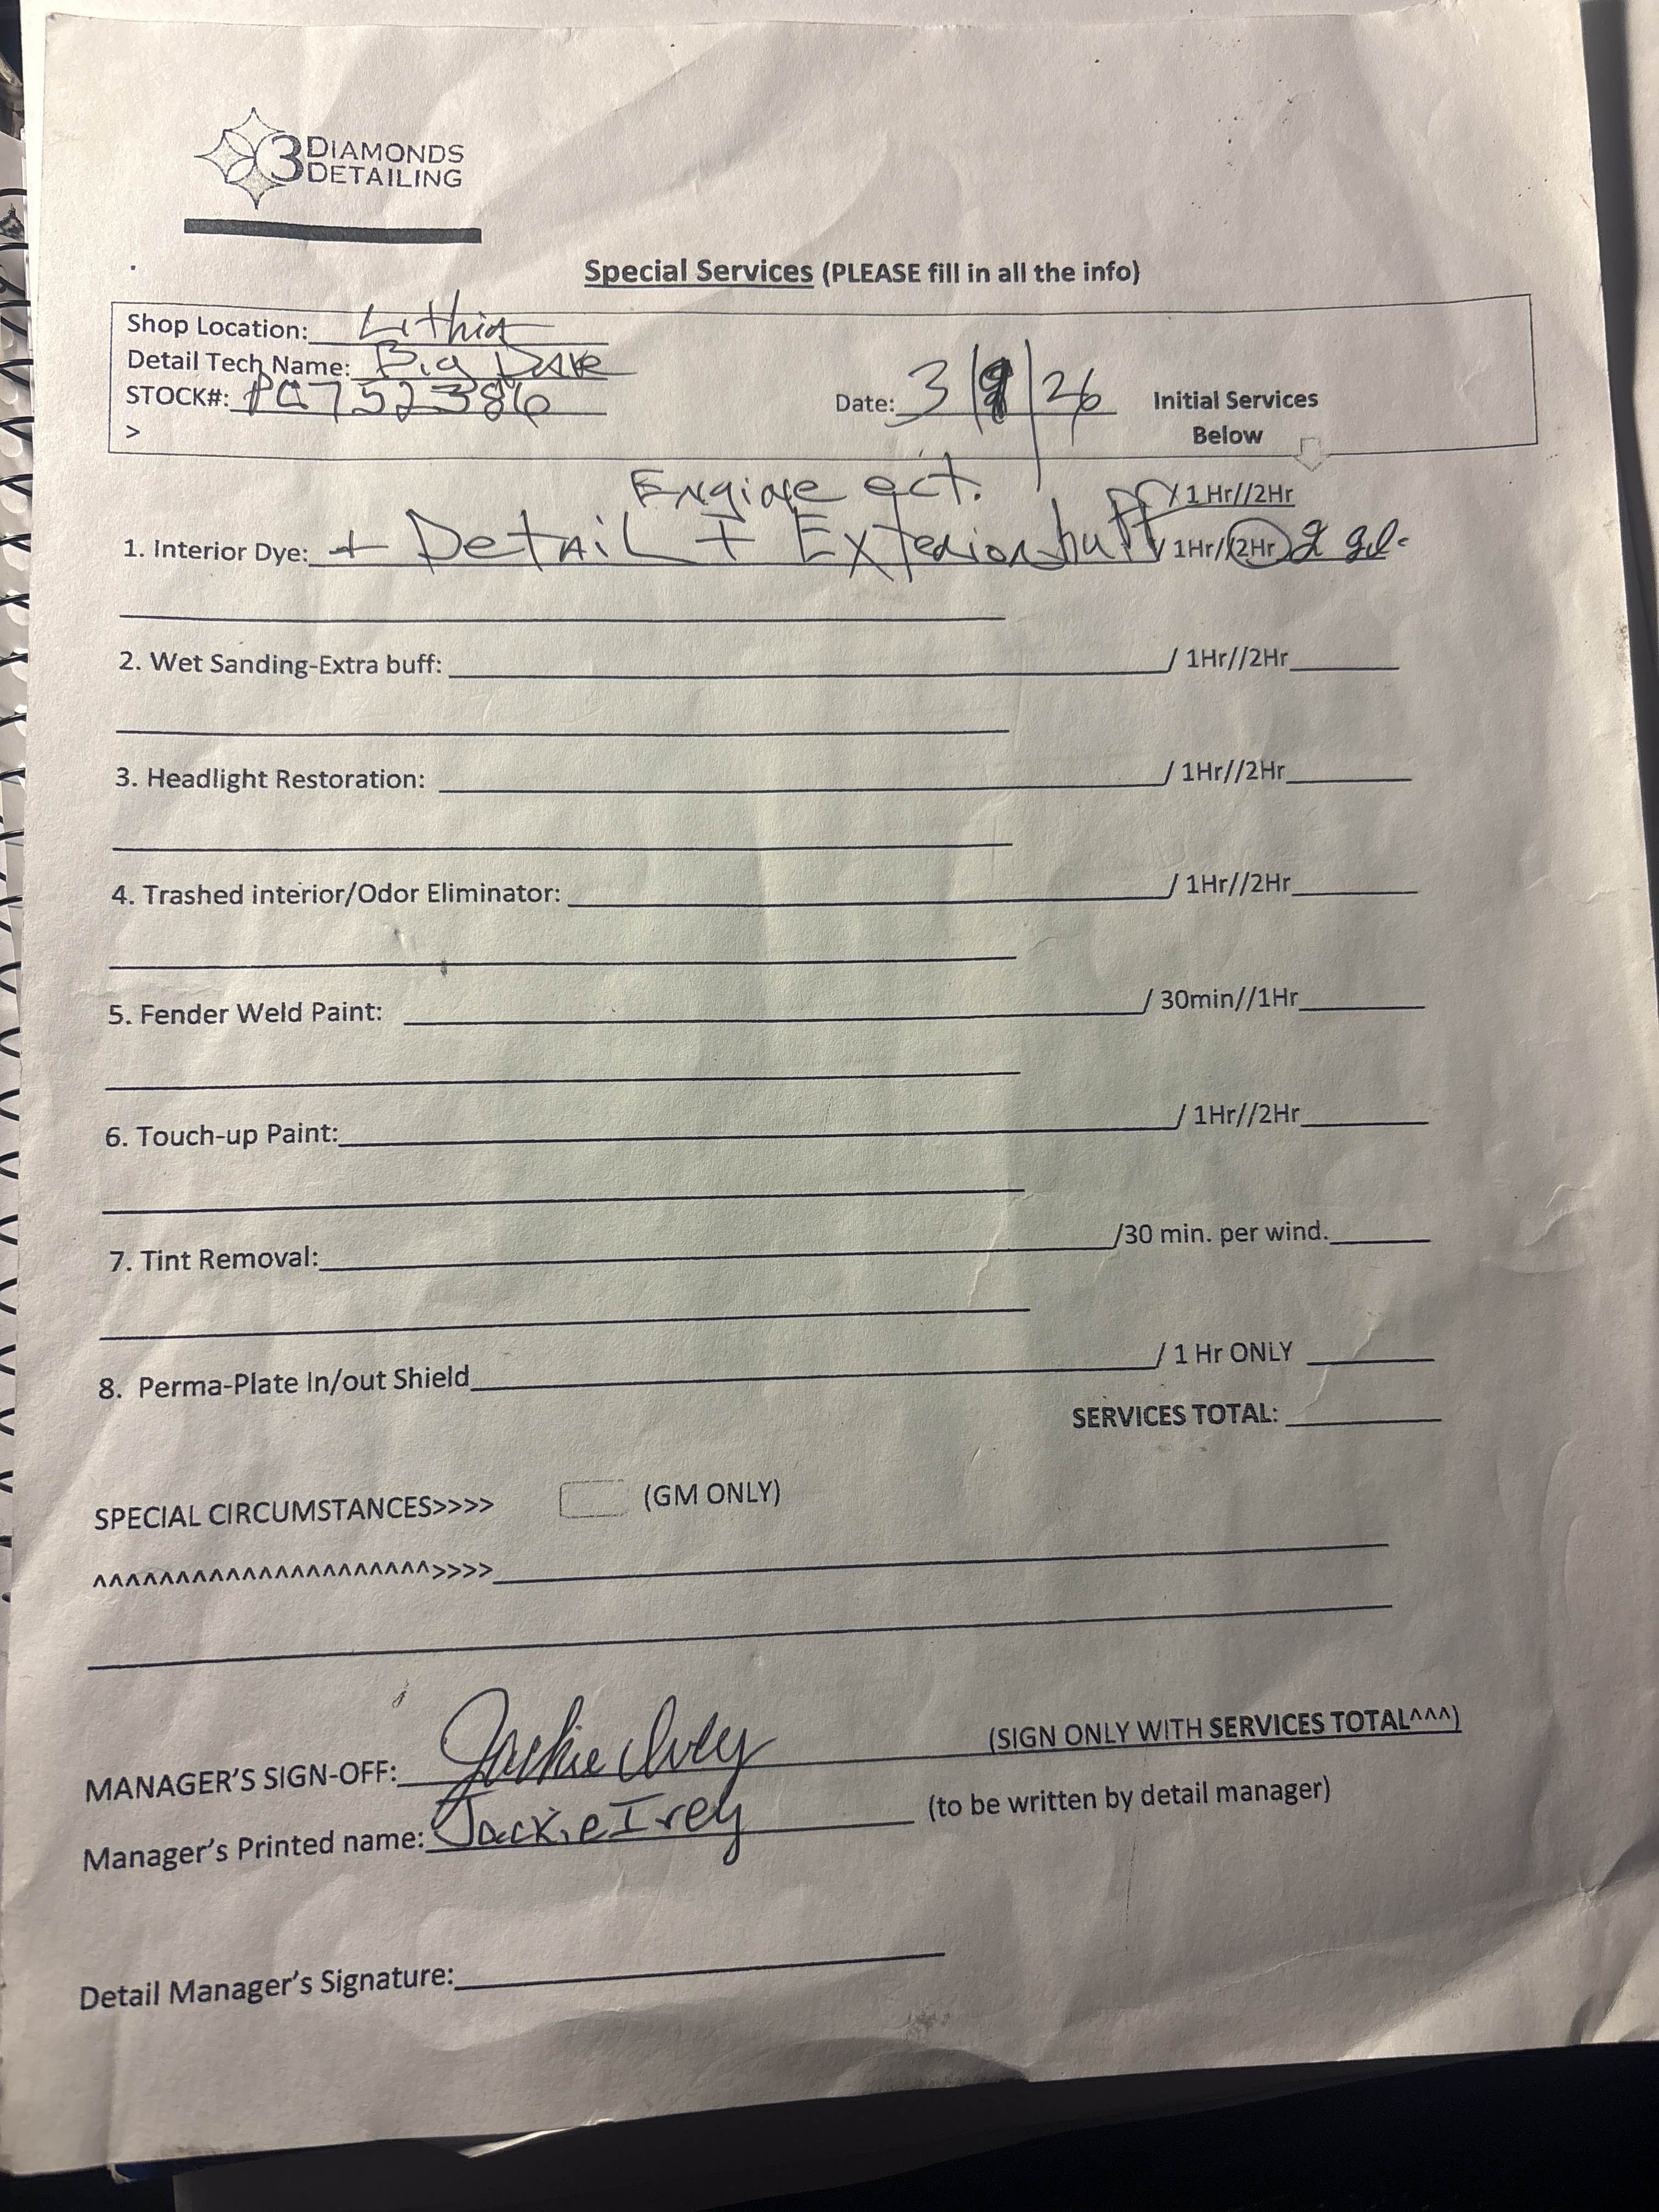 3 DIAMONDS
DETAILING
Special Services (PLEASE fill in all the info)
Shop Location: Lithia
Detail Tech Name: Big Dave
STOCK#: PC752386
Date: 3/9/26 Initial Services
Below
>
Engine ect. / 1 Hr//2Hr
1. Interior Dye: + Detail + Exterior buff / 1Hr//2Hr 2
2. Wet Sanding-Extra buff: / 1Hr//2Hr
3. Headlight Restoration: / 1Hr//2Hr
4. Trashed interior/Odor Eliminator: / 1Hr//2Hr
5. Fender Weld Paint: / 30min//1Hr
6. Touch-up Paint: / 1Hr//2Hr
7. Tint Removal: /30 min. per wind.
8. Perma-Plate In/out Shield / 1 Hr ONLY
SERVICES TOTAL:
SPECIAL CIRCUMSTANCES>>>> (GM ONLY)
^^^^^^^^^^^^^^^^^^^^^>>>>
MANAGER'S SIGN-OFF: Jackie Ivey (SIGN ONLY WITH SERVICES TOTAL^^^)
Manager's Printed name: Jackie Ivey (to be written by detail manager)
Detail Manager's Signature: